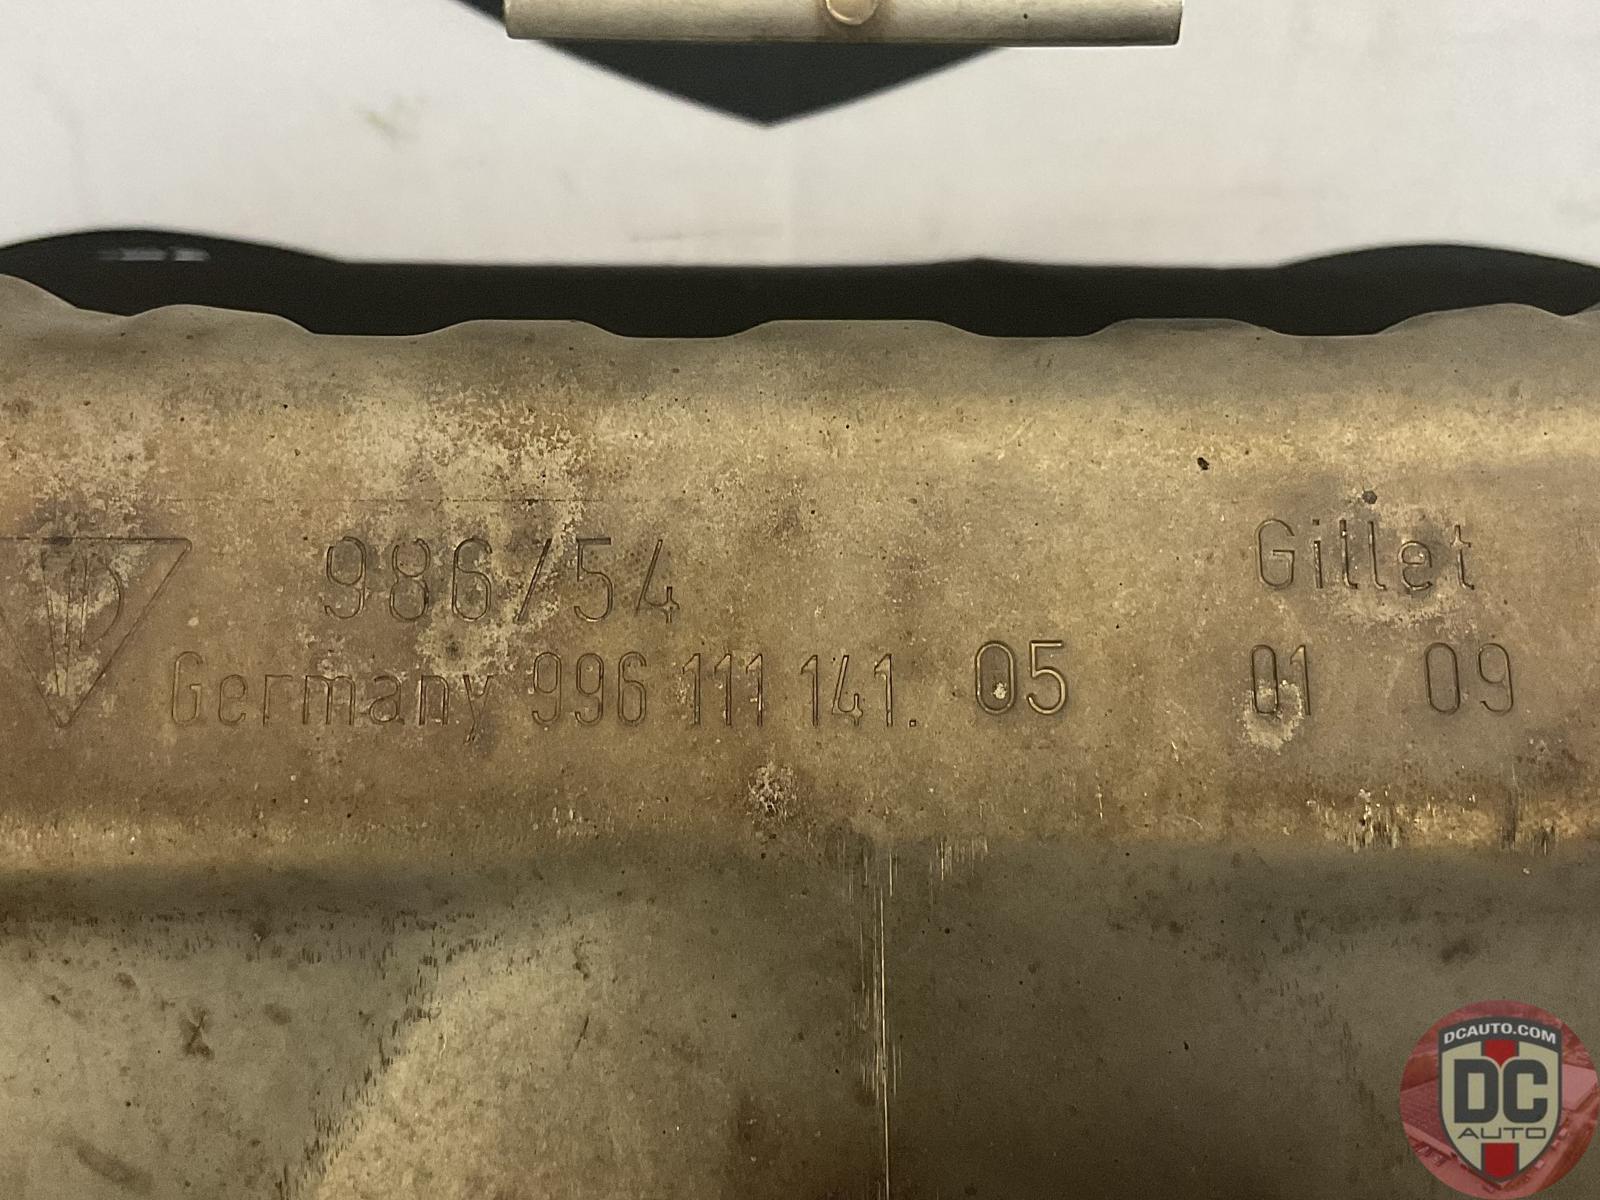 986/54
Gillet
Germany 996 111 141. 05
01 09
DCAUTO.COM
DC
AUTO